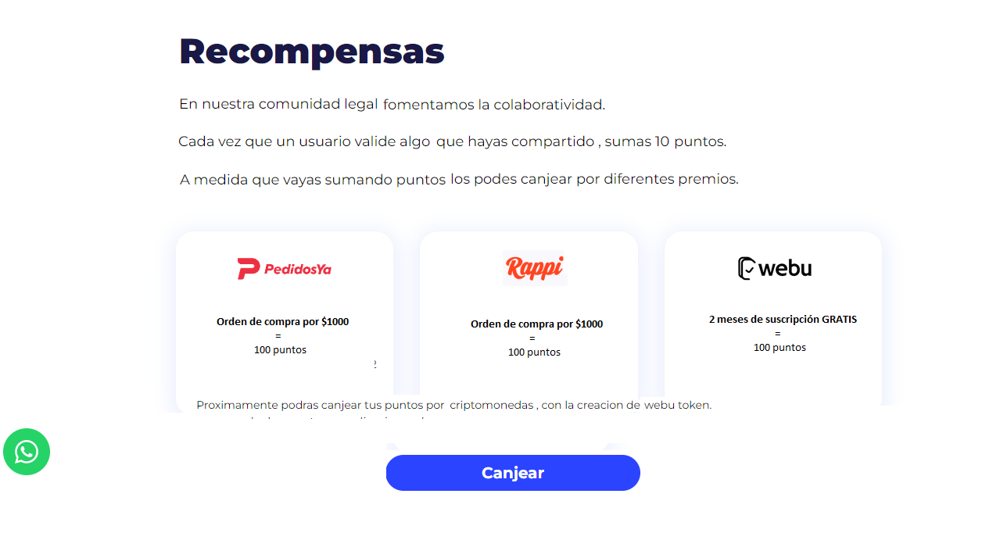 Recompensas
En nuestra comunidad legal fomentamos la colaboratividad.
Cada vez que un usuario valide algo que hayas compartido , sumas 10 puntos.
A medida que vayas sumando puntos los podes canjear por diferentes premios.
PedidosYa
Orden de compra por $1000
=
100 puntos
Rappi
Orden de compra por $1000
=
100 puntos
webu
2 meses de suscripción GRATIS
=
100 puntos
Proximamente podras canjear tus puntos por criptomonedas , con la creacion de webu token.
Canjear